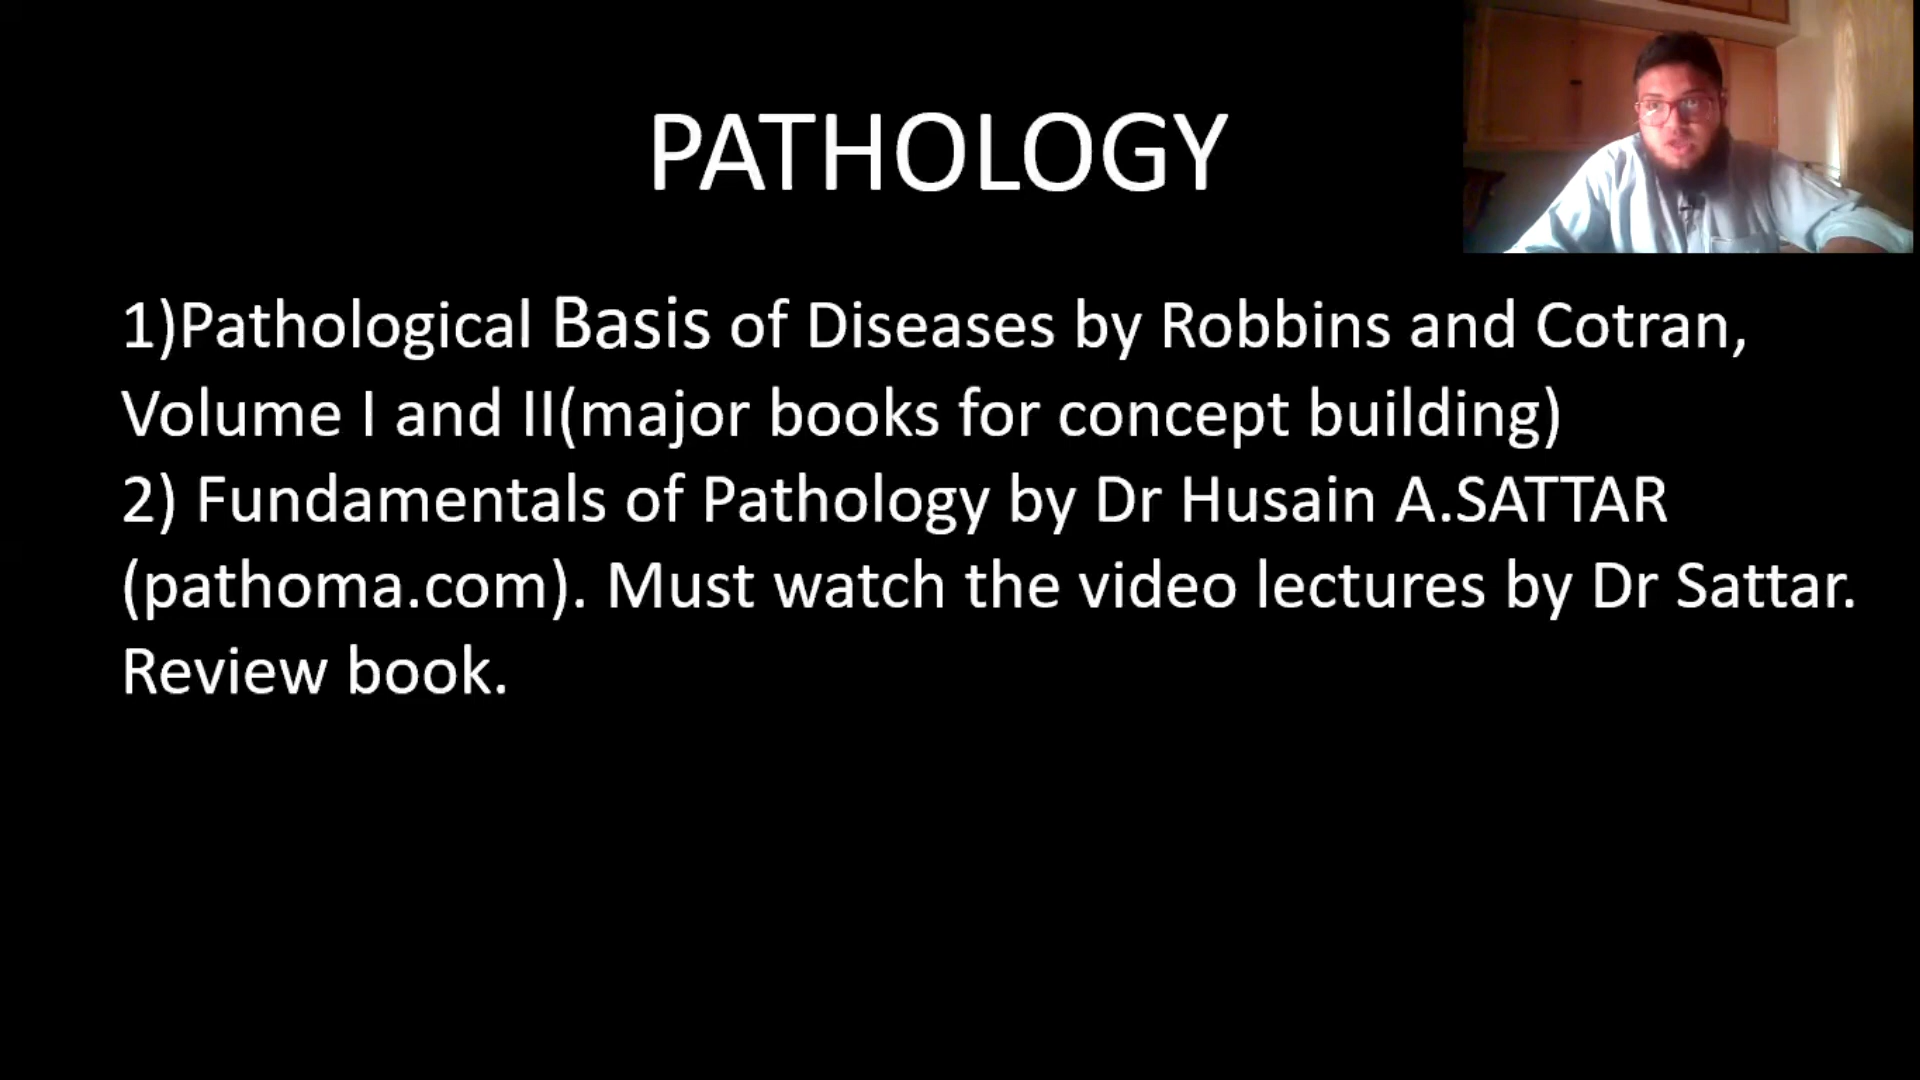 PATHOLOGY
1)Pathological Basis of Diseases by Robbins and Cotran,
Volume I and II(major books for concept building)
2) Fundamentals of Pathology by Dr Husain A.SATTAR
(pathoma.com). Must watch the video lectures by Dr Sattar.
Review book.